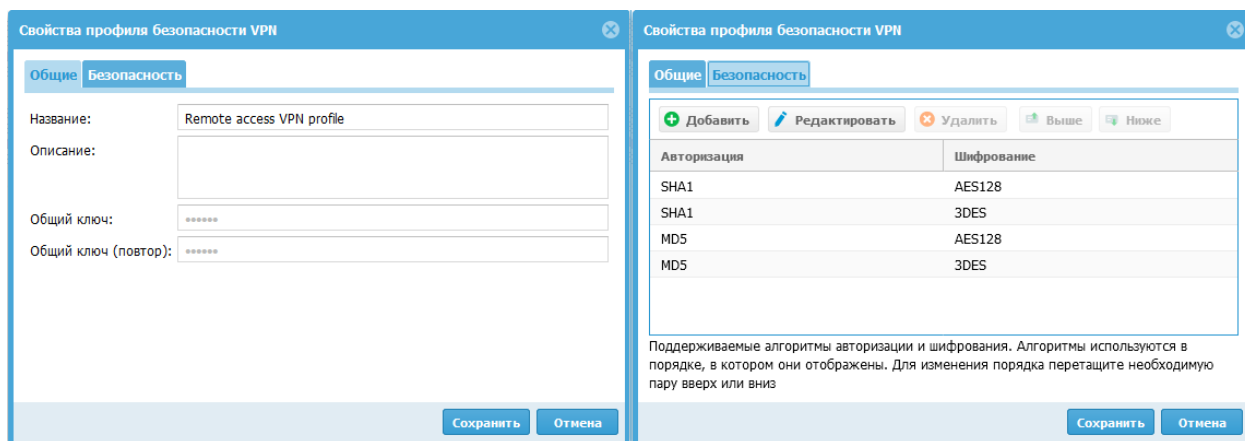 Свойства профиля безопасности VPN
Общие Безопасность
Название: Remote access VPN profile
Описание:
Общий ключ: ••••••
Общий ключ (повтор): ••••••
Сохранить Отмена
Свойства профиля безопасности VPN
Общие Безопасность
Добавить Редактировать Удалить Выше Ниже
Авторизация Шифрование
SHA1 AES128
SHA1 3DES
MD5 AES128
MD5 3DES
Поддерживаемые алгоритмы авторизации и шифрования. Алгоритмы используются в
порядке, в котором они отображены. Для изменения порядка перетащите необходимую
пару вверх или вниз
Сохранить Отмена